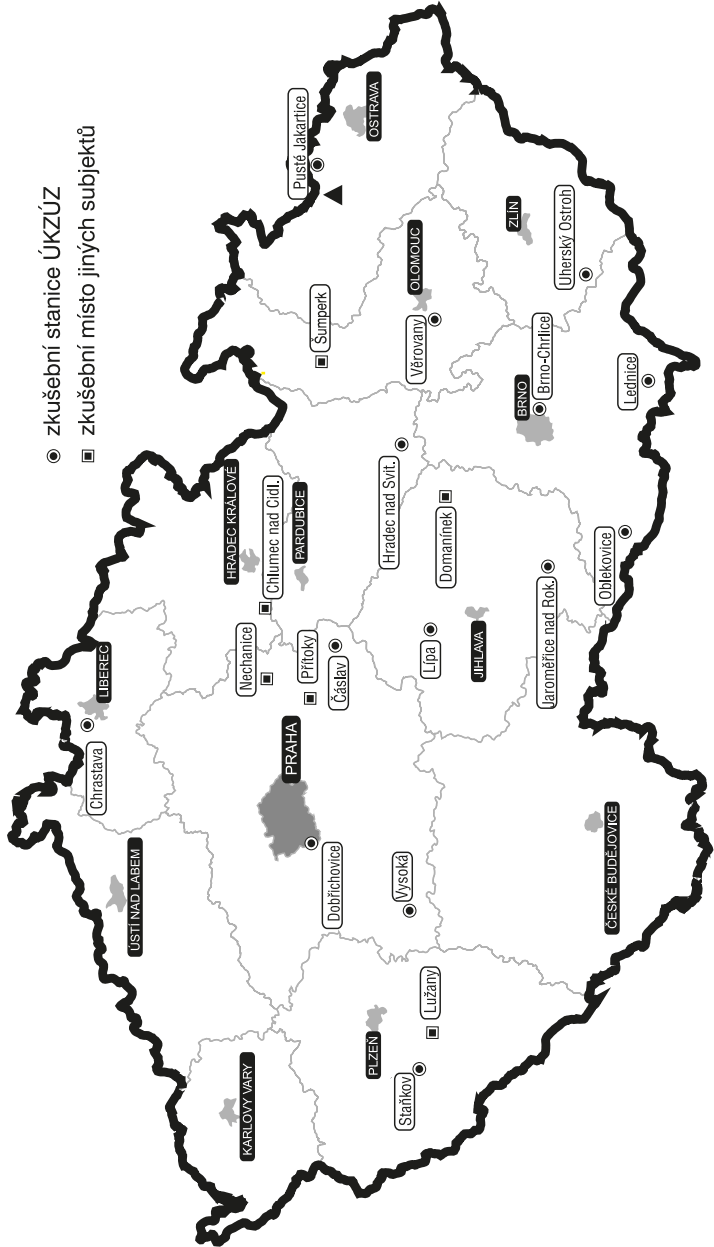 zkušební stanice ÚKZÚZ
zkušební místo jiných subjektů
Chrastava
LIBEREC
ÚSTÍ NAD LABEM
HRADEC KRÁLOVÉ
Nechanice
Chlumec nad Cidl.
KARLOVY VARY
PRAHA
Přítoky
PARDUBICE
Šumperk
Pusté Jakartice
Dobřichovice
Čáslav
OSTRAVA
PLZEŇ
Hradec nad Svit.
Věrovany
OLOMOUC
Staňkov
Lužany
Vysoká
Lípa
Domanínek
JIHLAVA
BRNO
ZLÍN
Jaroměřice nad Rok.
Brno-Chrlice
Uherský Ostroh
ČESKÉ BUDĚJOVICE
Oblekovice
Lednice